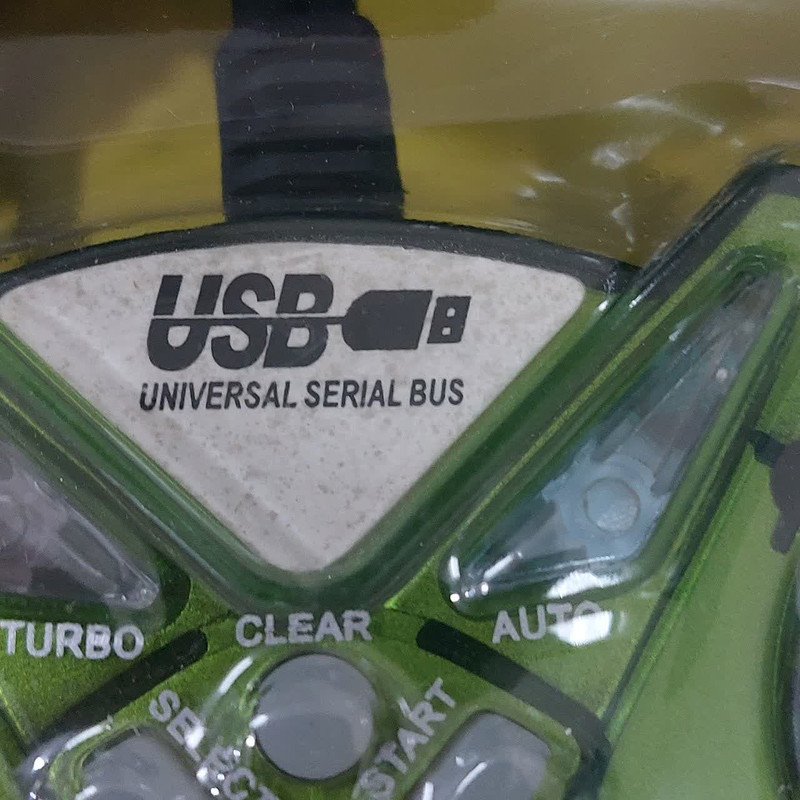 USB
UNIVERSAL SERIAL BUS
TURBO
CLEAR
AUTO
SELECT
START